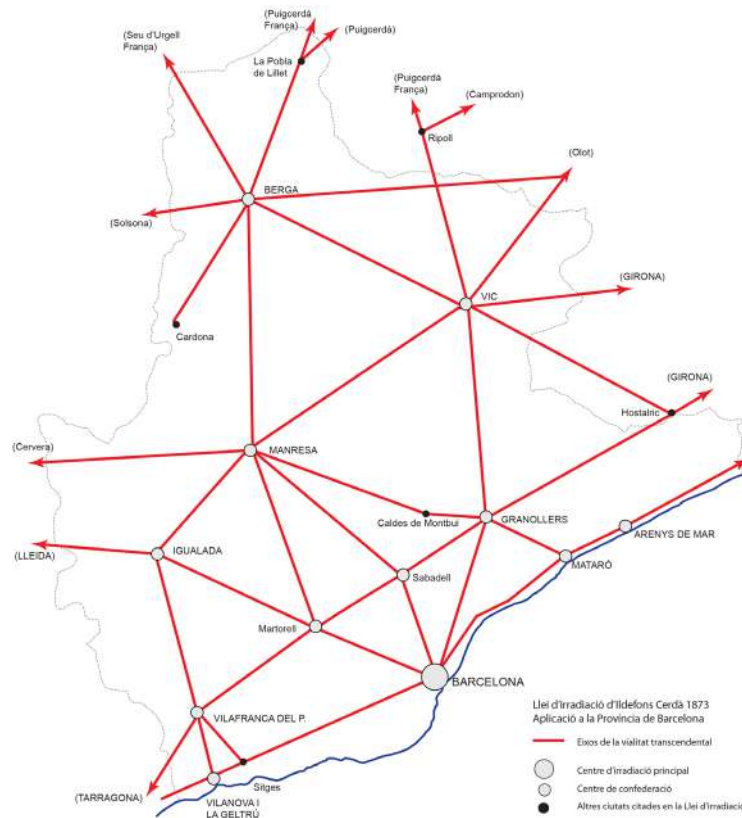 (Puigcerdà
França)
(Puigcerdà)
(Seu d'Urgell
França)
La Pobla
de Lillet
(Puigcerdà
França)
(Camprodon)
Ripoll
(Olot)
BERGA
(Solsona)
(GIRONA)
VIC
Cardona
(GIRONA)
Hostalric
(Cervera)
MANRESA
Caldes de Montbui
GRANOLLERS
ARENYS DE MAR
(LLEIDA)
IGUALADA
MATARÓ
Sabadell
Martorell
BARCELONA
VILAFRANCA DEL P.
Sitges
(TARRAGONA)
VILANOVA I
LA GELTRÚ
Llei d'Irradiació d'Ildefons Cerdà 1873
Aplicació a la Província de Barcelona
Eixos de la vialitat transcendental
Centre d'irradiació principal
Centre de confederació
Altres ciutats citades en la Llei d'irradiació